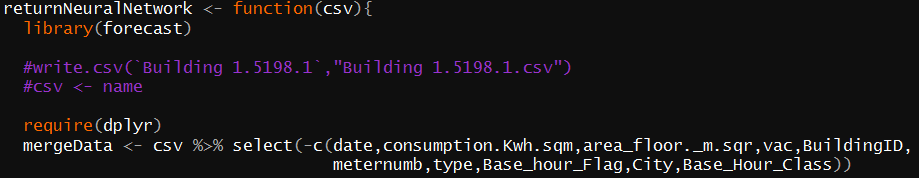 returnNeuralNetwork <- function(csv){
library(forecast)
#write.csv(`Building 1.5198.1`,"Building 1.5198.1.csv")
#csv <- name
require(dplyr)
mergeData <- csv %>% select(-c(date,consumption.Kwh.sqm,area_floor._m.sqr,vac,BuildingID,
meternumb,type,Base_hour_Flag,City,Base_Hour_Class))